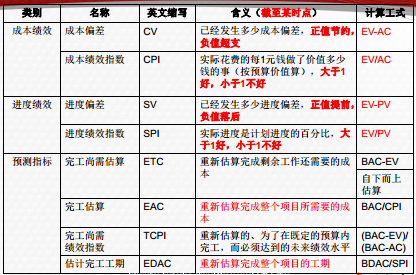 类别 名称 英文缩写 含义（截至某时点） 计算工式
成本绩效 成本偏差 CV 已经发生多少成本偏差，正值节约，
负值超支 EV-AC
成本绩效指数 CPI 实际花费的每1元钱做了价值多少
钱的事（按预算价值算），大于1
好，小于1不好 EV/AC
进度绩效 进度偏差 SV 已经发生多少进度偏差，正值提前，
负值落后 EV-PV
进度绩效指数 SPI 实际进度是计划进度的百分比，大
于1好，小于1不好 EV/PV
预测指标 完工尚需估算 ETC 重新估算完成剩余工作还需要的成
本 BAC-EV
自下而上
估算
完工估算 EAC 重新估算完成整个项目所需要的成
本 BAC/CPI
完工尚需
绩效指数 TCPI 重新估算的、为了在既定的预算内
完工，而必须达到的未来绩效水平 (BAC-EV)/
(BAC-AC)
估计完工工期 EDAC 重新估算完成整个项目的工期 BDAC/SPI